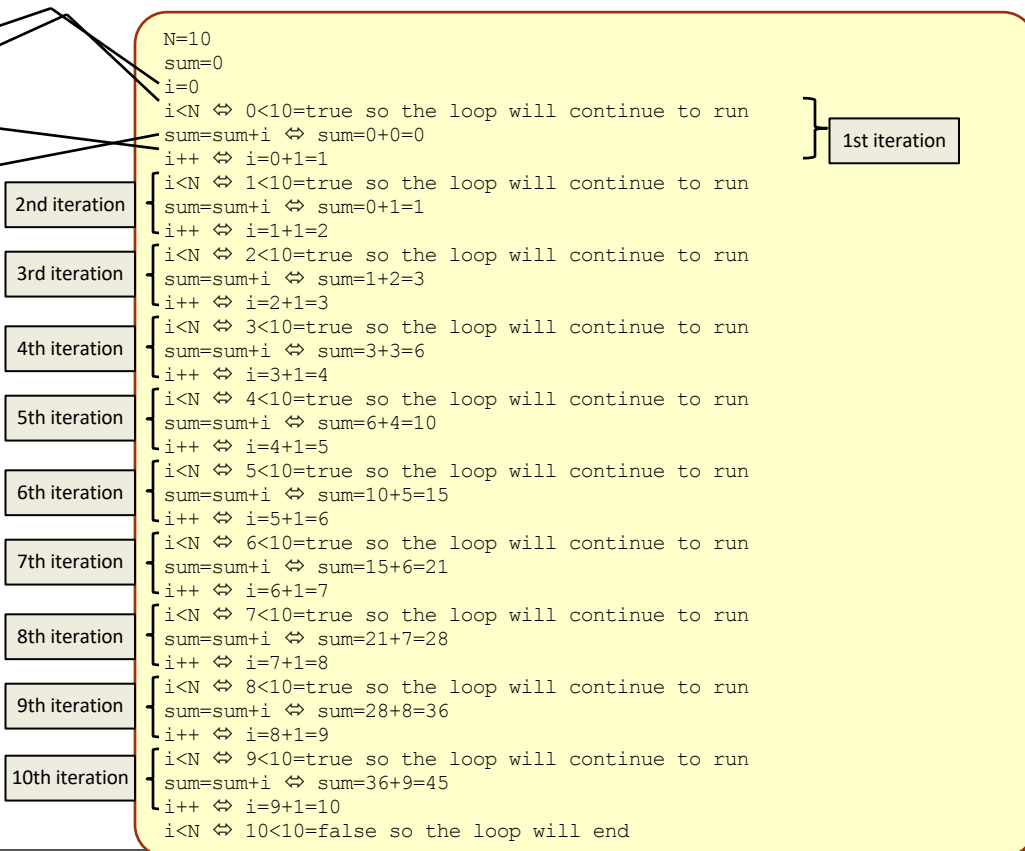 N=10
sum=0
i=0
i<N ⇔ 0<10=true so the loop will continue to run
sum=sum+i ⇔ sum=0+0=0
i++ ⇔ i=0+1=1
1st iteration
2nd iteration
i<N ⇔ 1<10=true so the loop will continue to run
sum=sum+i ⇔ sum=0+1=1
i++ ⇔ i=1+1=2
3rd iteration
i<N ⇔ 2<10=true so the loop will continue to run
sum=sum+i ⇔ sum=1+2=3
i++ ⇔ i=2+1=3
4th iteration
i<N ⇔ 3<10=true so the loop will continue to run
sum=sum+i ⇔ sum=3+3=6
i++ ⇔ i=3+1=4
5th iteration
i<N ⇔ 4<10=true so the loop will continue to run
sum=sum+i ⇔ sum=6+4=10
i++ ⇔ i=4+1=5
6th iteration
i<N ⇔ 5<10=true so the loop will continue to run
sum=sum+i ⇔ sum=10+5=15
i++ ⇔ i=5+1=6
7th iteration
i<N ⇔ 6<10=true so the loop will continue to run
sum=sum+i ⇔ sum=15+6=21
i++ ⇔ i=6+1=7
8th iteration
i<N ⇔ 7<10=true so the loop will continue to run
sum=sum+i ⇔ sum=21+7=28
i++ ⇔ i=7+1=8
9th iteration
i<N ⇔ 8<10=true so the loop will continue to run
sum=sum+i ⇔ sum=28+8=36
i++ ⇔ i=8+1=9
10th iteration
i<N ⇔ 9<10=true so the loop will continue to run
sum=sum+i ⇔ sum=36+9=45
i++ ⇔ i=9+1=10
i<N ⇔ 10<10=false so the loop will end